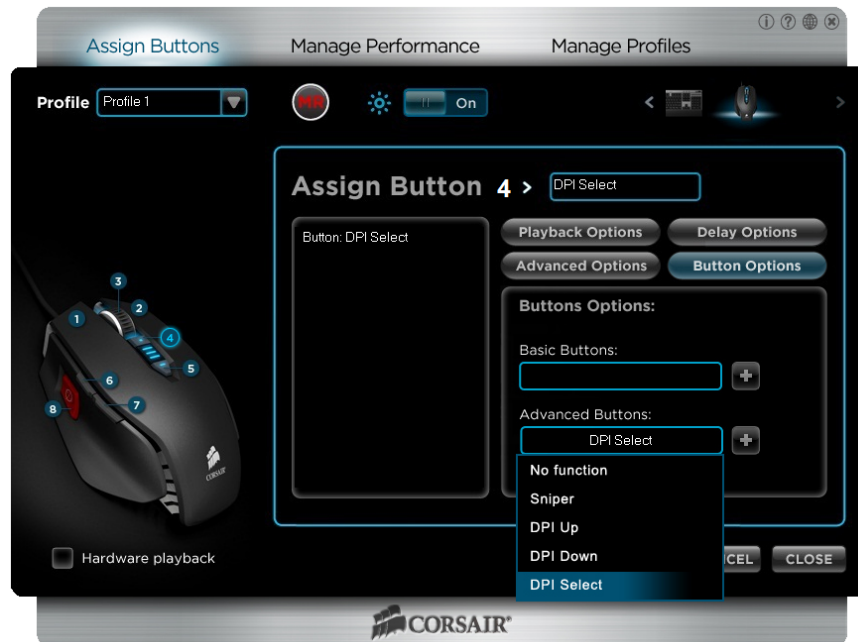 Assign Buttons Manage Performance Manage Profiles
Profile Profile 1
MR
On
Assign Button 4 > DPI Select
Button: DPI Select
Playback Options Delay Options
Advanced Options Button Options
Buttons Options:
Basic Buttons:
Advanced Buttons:
DPI Select
No function
Sniper
DPI Up
DPI Down
DPI Select
3
2
1
4
5
6
7
8
CORSAIR
Hardware playback
CEL CLOSE
CORSAIR